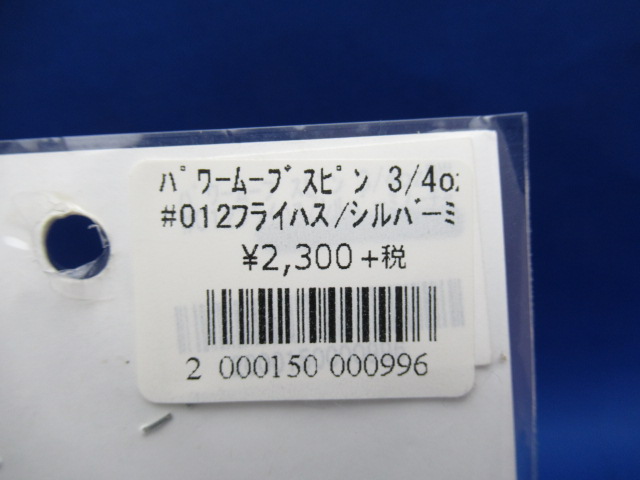 ﾊﾟﾜｰﾑｰﾌﾞｽﾋﾟﾝ 3/4oz
#012フライハス/シルバーミ
¥2,300+税
2 000150 000996